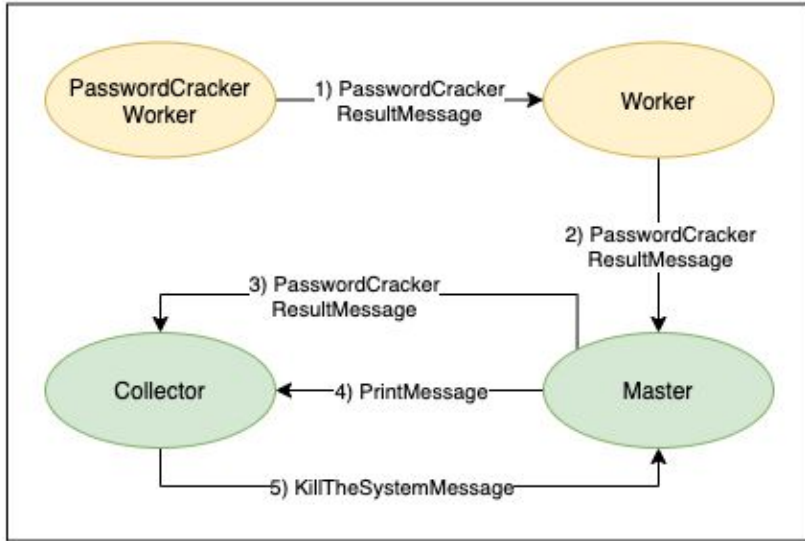 PasswordCracker
Worker
1) PasswordCracker
ResultMessage
Worker
2) PasswordCracker
ResultMessage
3) PasswordCracker
ResultMessage
Collector
4) PrintMessage
Master
5) KillTheSystemMessage